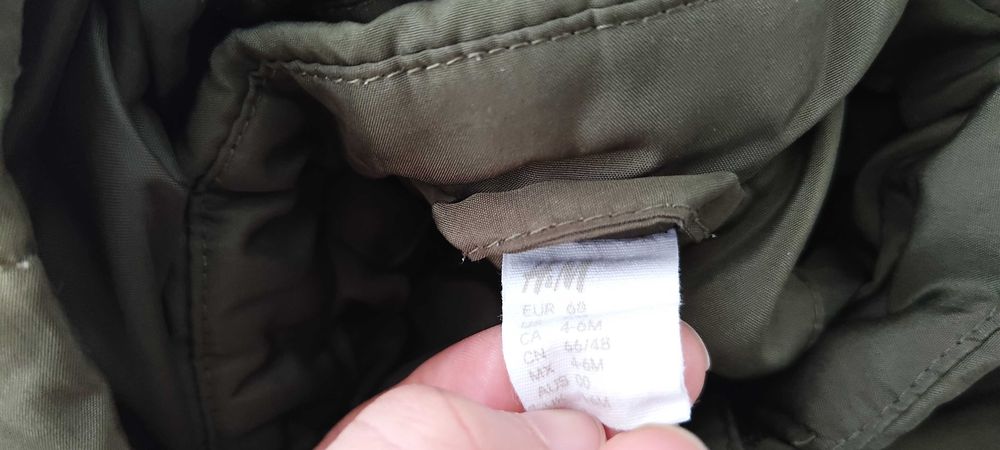 H&M
EUR 68
CA 4-6M
CN 66/48
MX 4-6M
AUS 00